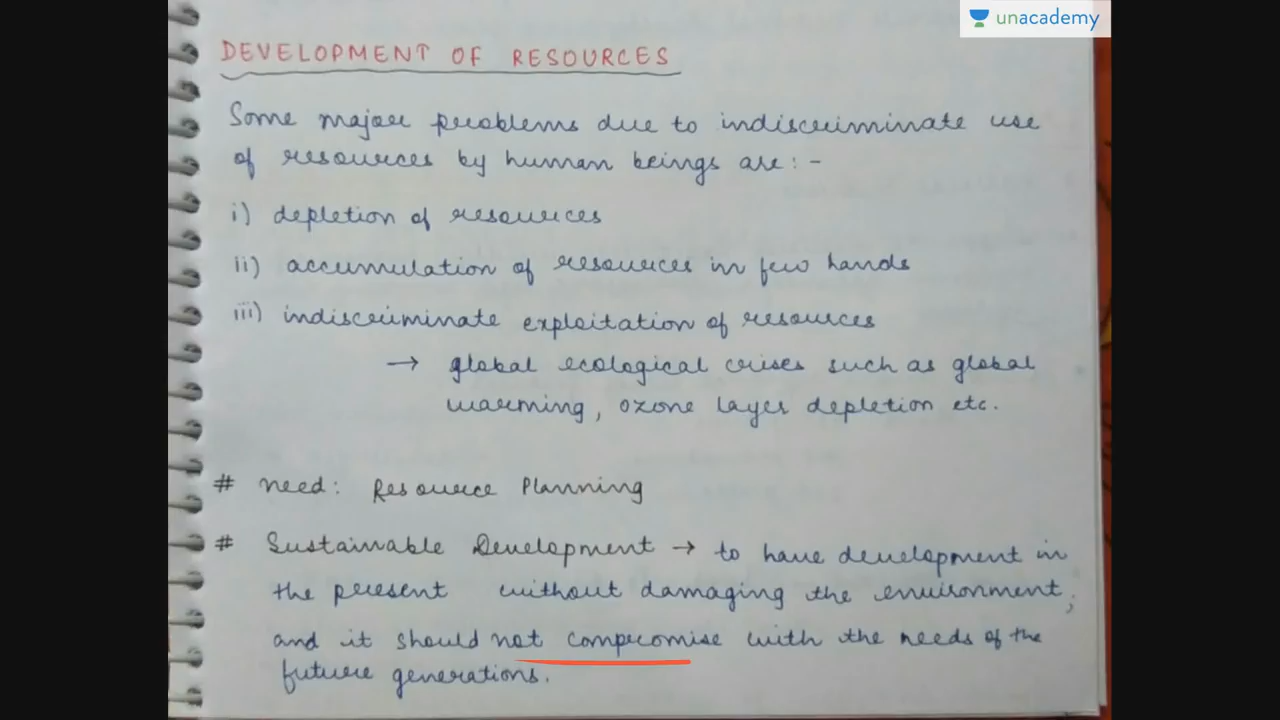 unacademy
DEVELOPMENT OF RESOURCES
Some major problems due to indiscriminate use
of resources by human beings are: -
i) depletion of resources
ii) accumulation of resources in few hands
iii) indiscriminate exploitation of resources
→ global ecological crises such as global
warming, ozone layer depletion etc.
# need: Resource Planning
# Sustainable Development → to have development in
the present without damaging the environment;
and it should not compromise with the needs of the
future generations.